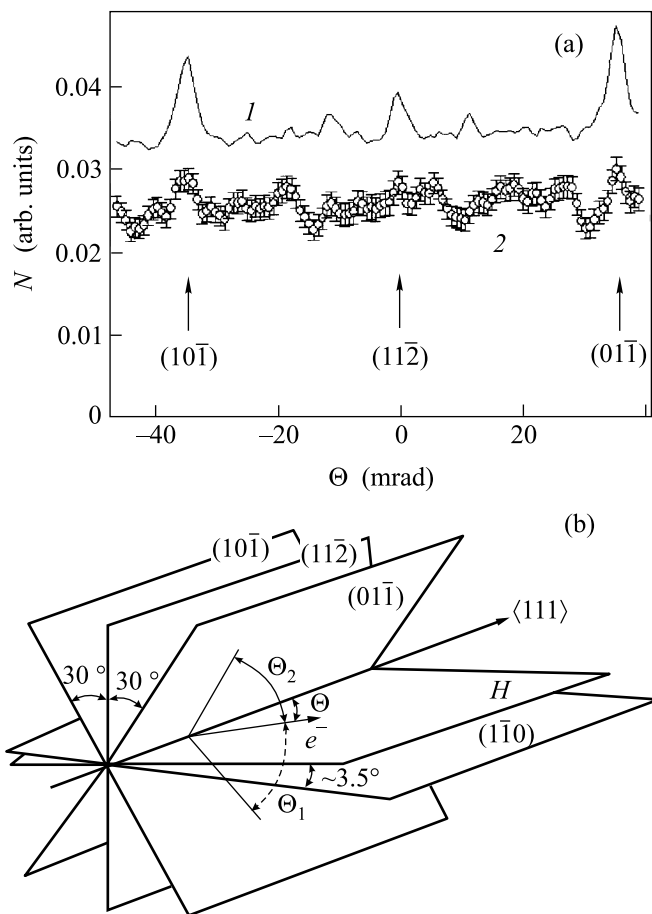 (a)
N (arb. units)
0.04
0.03
0.02
0.01
0
1
2
(101̅)
(112̅)
(011̅)
–40
–20
0
20
Θ (mrad)
(b)
(101̅)
(112̅)
(011̅)
⟨111⟩
30 °
30 °
Θ₂
Θ
e̅
H
(11̅0)
~3.5°
Θ₁